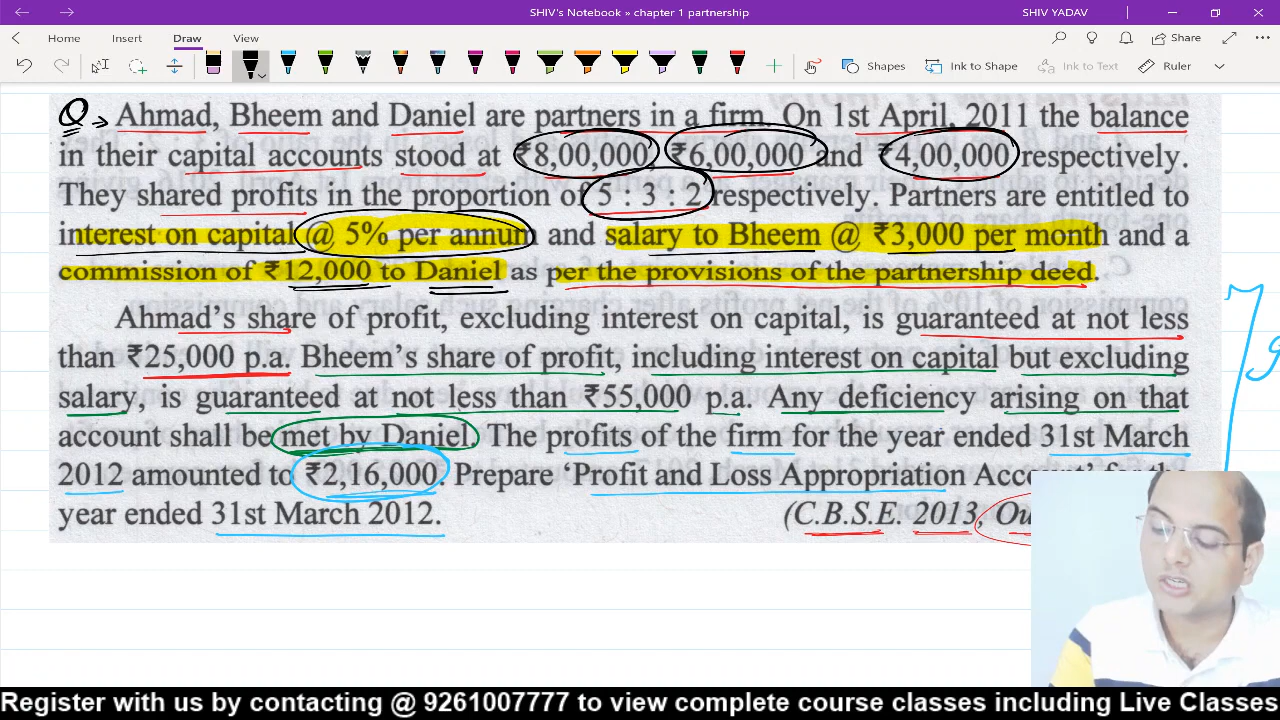 SHIV's Notebook » chapter 1 partnership
SHIV YADAV
Home Insert Draw View
Share
Shapes
Ink to Shape
Ink to Text
Ruler
Q → Ahmad, Bheem and Daniel are partners in a firm. On 1st April, 2011 the balance
in their capital accounts stood at ₹8,00,000, ₹6,00,000 and ₹4,00,000 respectively.
They shared profits in the proportion of 5 : 3 : 2 respectively. Partners are entitled to
interest on capital @ 5% per annum and salary to Bheem @ ₹3,000 per month and a
commission of ₹12,000 to Daniel as per the provisions of the partnership deed.
Ahmad's share of profit, excluding interest on capital, is guaranteed at not less
than ₹25,000 p.a. Bheem's share of profit, including interest on capital but excluding
salary, is guaranteed at not less than ₹55,000 p.a. Any deficiency arising on that
account shall be met by Daniel. The profits of the firm for the year ended 31st March
2012 amounted to ₹2,16,000. Prepare 'Profit and Loss Appropriation
year ended 31st March 2012. (C.B.S.E. 2013,
Register with us by contacting @ 9261007777 to view complete course classes including Live Classes